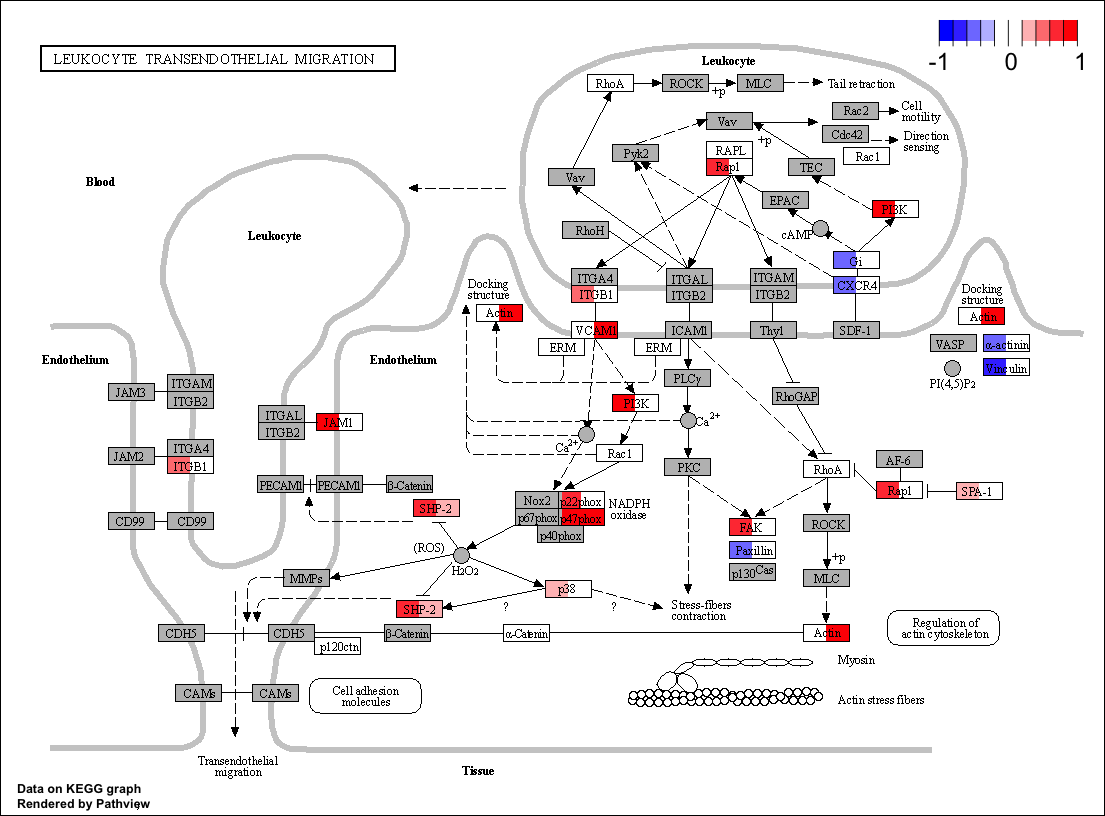 LEUKOCYTE TRANSENDOTHELIAL MIGRATION
-1 0 1
Leukocyte
RhoA ROCK +p MLC Tail retraction
Vav +p Rac2 Cell
motility
Cdc42 Direction
sensing
Rac1
Pyk2 RAPL
Rap1 TEC
Vav EPAC PI3K
RhoH cAMP
Gi
Blood
Leukocyte
ITGA4 ITGAL ITGAM CXCR4
ITGB1 ITGB2 ITGB2
Docking
structure
Actin
Docking
structure
Actin
VCAM1 ICAM1 Thy1 SDF-1
ERM ERM
VASP α-actinin
Vinculin
PI(4,5)P2
Endothelium
Endothelium
JAM3 ITGAM
ITGB2
PLCγ
RhoGAP
PI3K
ITGAL JAM1
ITGB2
Ca2+
Ca2+
JAM2 ITGA4
ITGB1
Rac1 PKC RhoA AF-6
Rap1 SPA-1
PECAM1 PECAM1 β-Catenin
SHP-2
Nox2 p22phox NADPH
oxidase
p67phox p47phox
p40phox
CD99 CD99
FAK ROCK
Paxillin
p130Cas
+p
MLC
(ROS)
H2O2
MMPs
p38
SHP-2 ? ? Stress-fibers
contraction
CDH5 CDH5 β-Catenin α-Catenin Actin
p120ctn
Regulation of
actin cytoskeleton
Myosin
CAMs CAMs Cell adhesion
molecules
Actin stress fibers
Transendothelial
migration
Tissue
Data on KEGG graph
Rendered by Pathview